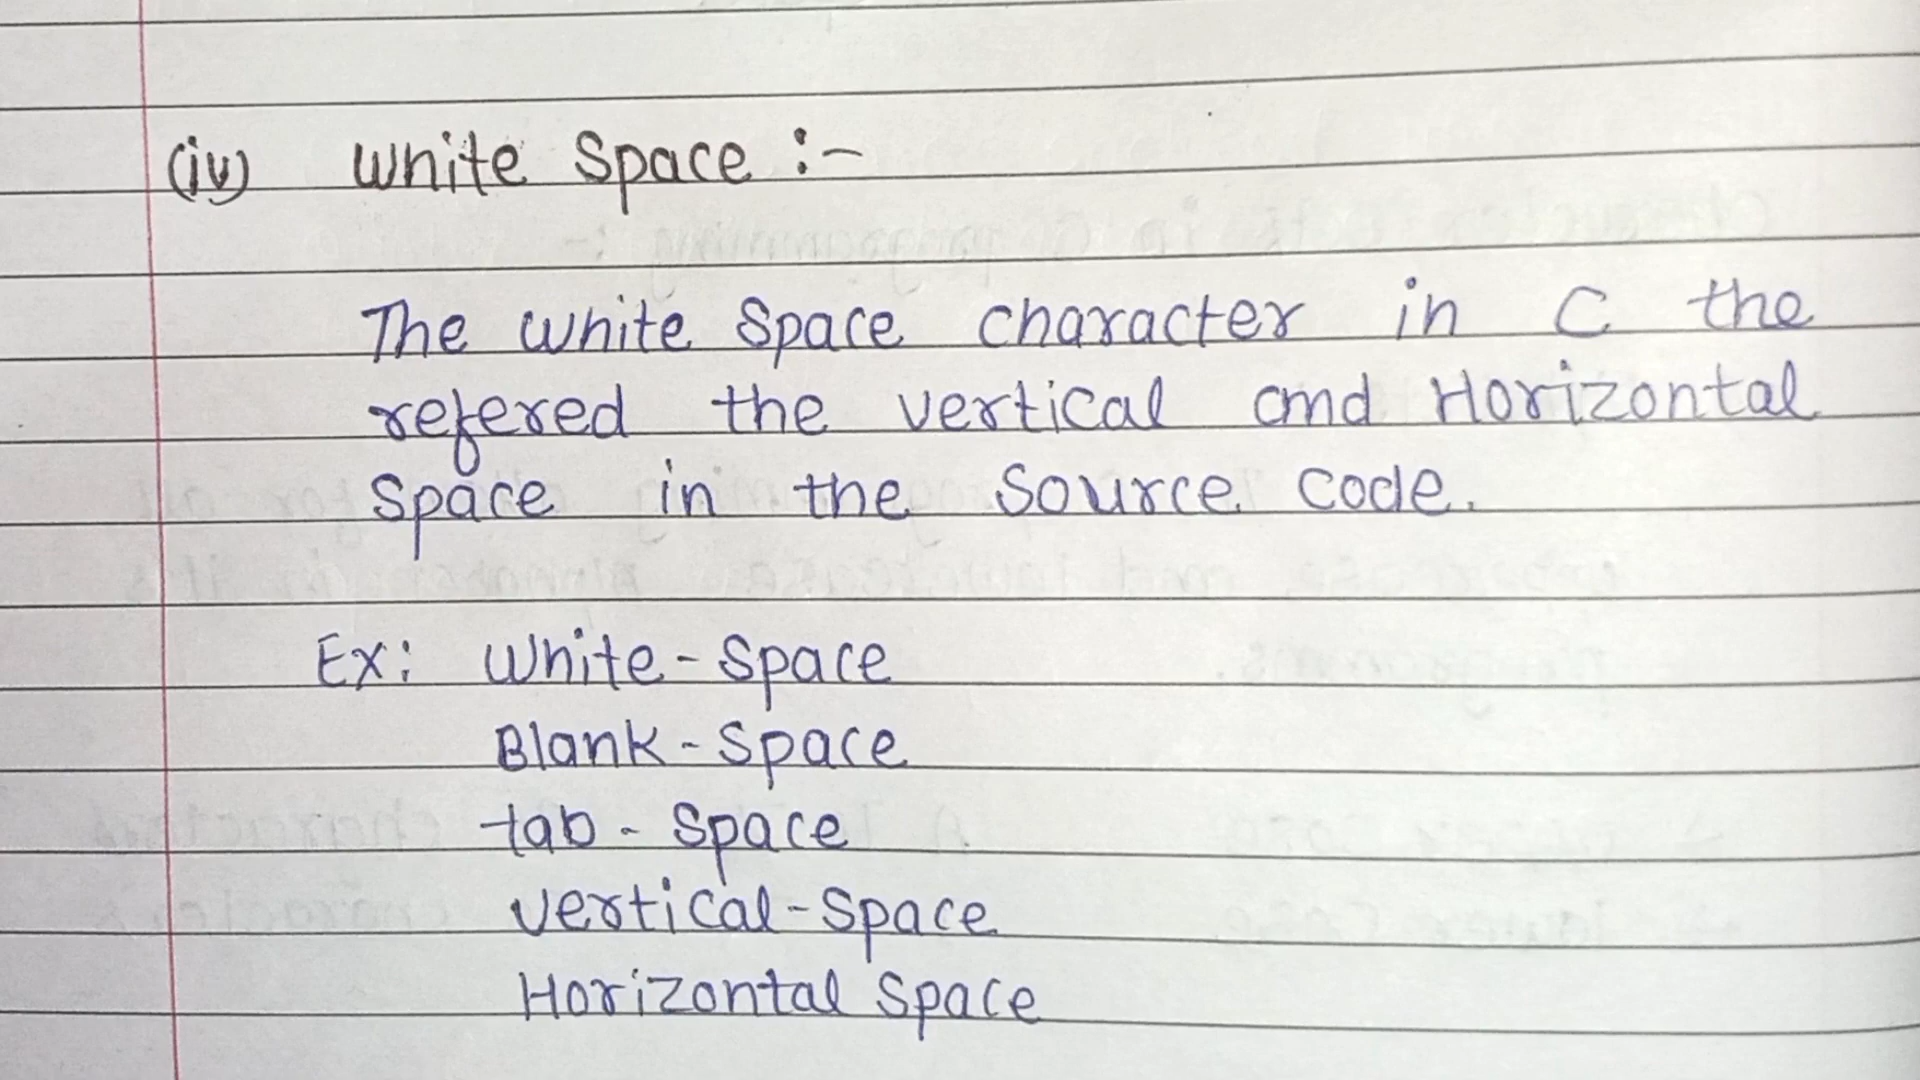 (iv) White Space :-
The white Space character in C the
refered the vertical and Horizontal
Space in the Source code.
Ex: White-Space
Blank-Space
tab-Space
vertical-Space
Horizontal Space